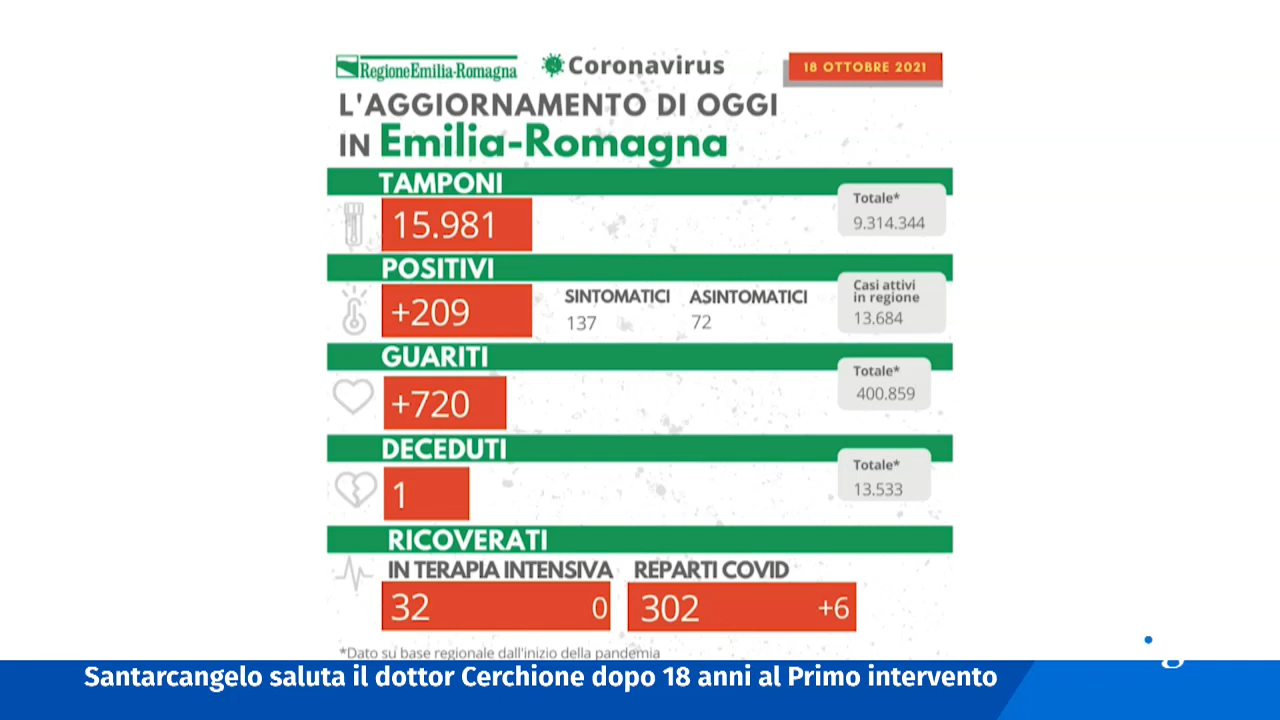 RegioneEmilia-Romagna
Coronavirus
18 OTTOBRE 2021
L'AGGIORNAMENTO DI OGGI
IN Emilia-Romagna
TAMPONI
15.981
Totale*
9.314.344
POSITIVI
+209
SINTOMATICI
137
ASINTOMATICI
72
Casi attivi
in regione
13.684
GUARITI
+720
Totale*
400.859
DECEDUTI
1
Totale*
13.533
RICOVERATI
IN TERAPIA INTENSIVA
32 0
REPARTI COVID
302 +6
*Dato su base regionale dall'inizio della pandemia
Santarcangelo saluta il dottor Cerchione dopo 18 anni al Primo intervento